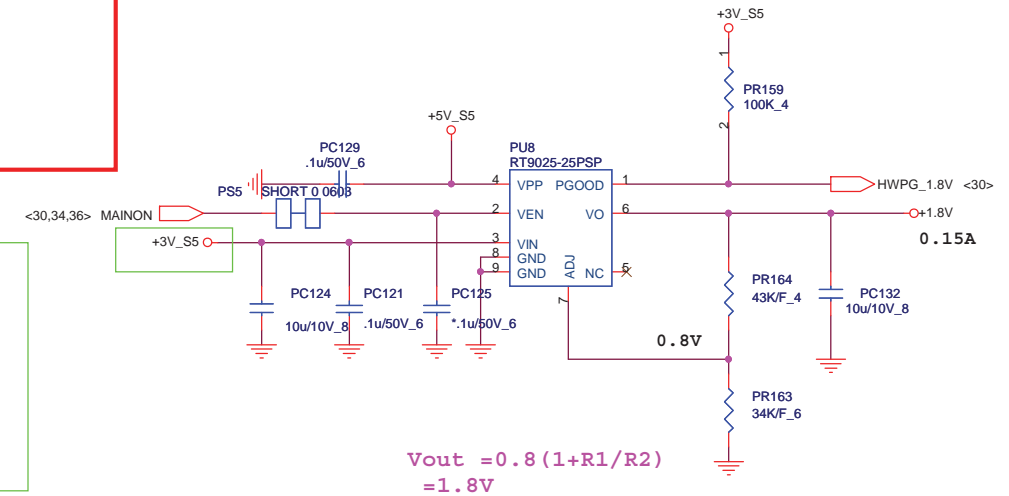 +3V_S5
1
PR159
100K_4
2
+5V_S5
PC129
.1u/50V_6
PU8
RT9025-25PSP
PS5
SHORT 0 0603
4 VPP PGOOD 1
HWPG_1.8V <30>
<30,34,36> MAINON
2 VEN VO 6
+1.8V
0.15A
+3V_S5
3 VIN
8 GND
9 GND
ADJ
NC 5
7
PC124
10u/10V_8
PC121
.1u/50V_6
PC125
*.1u/50V_6
PR164
43K/F_4
PC132
10u/10V_8
0.8V
PR163
34K/F_6
Vout =0.8(1+R1/R2)
=1.8V